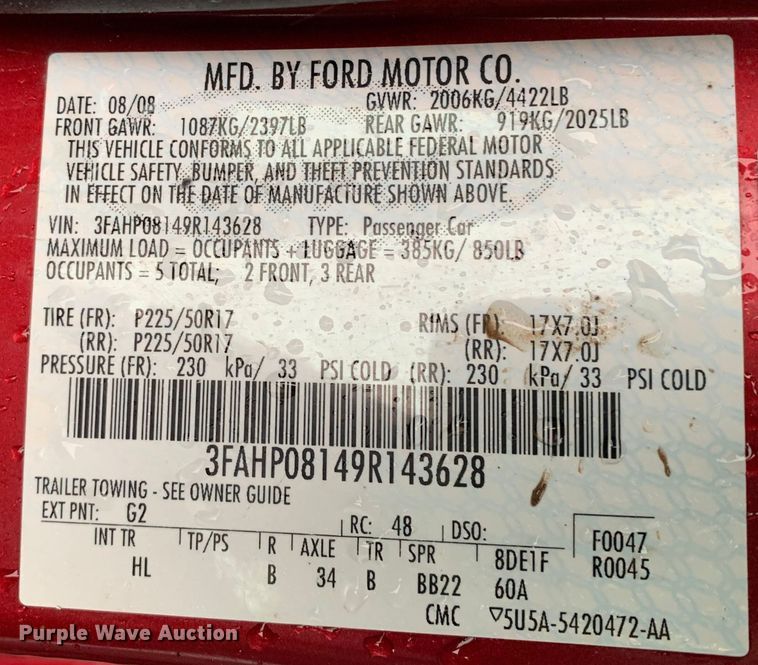 MFD. BY FORD MOTOR CO.
DATE: 08/08 GVWR: 2006KG/4422LB
FRONT GAWR: 1087KG/2397LB REAR GAWR: 919KG/2025LB
THIS VEHICLE CONFORMS TO ALL APPLICABLE FEDERAL MOTOR
VEHICLE SAFETY, BUMPER, AND THEFT PREVENTION STANDARDS
IN EFFECT ON THE DATE OF MANUFACTURE SHOWN ABOVE.
VIN: 3FAHP08149R143628 TYPE: Passenger Car
MAXIMUM LOAD = OCCUPANTS + LUGGAGE = 385KG/ 850LB
OCCUPANTS = 5 TOTAL; 2 FRONT, 3 REAR
TIRE (FR): P225/50R17 RIMS (FR): 17X7.0J
(RR): P225/50R17 (RR): 17X7.0J
PRESSURE (FR): 230 kPa/ 33 PSI COLD (RR): 230 kPa/ 33 PSI COLD
3FAHP08149R143628
TRAILER TOWING - SEE OWNER GUIDE
EXT PNT: G2 RC: 48 DSO: F0047
INT TR TP/PS R AXLE TR SPR 8DE1F R0045
HL B 34 B BB22 60A
CMC ▽5U5A-5420472-AA
Purple Wave Auction